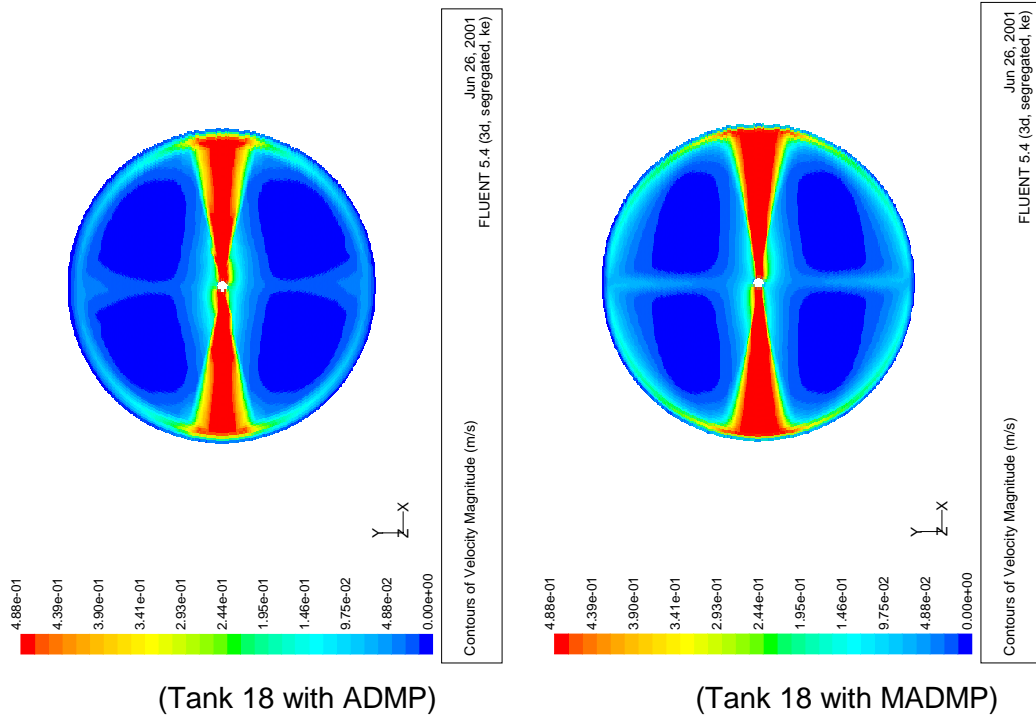 4.88e-01
4.39e-01
3.90e-01
3.41e-01
2.93e-01
2.44e-01
1.95e-01
1.46e-01
9.75e-02
4.88e-02
0.00e+00
Y
Z X
Contours of Velocity Magnitude (m/s)
Jun 26, 2001
FLUENT 5.4 (3d, segregated, ke)
(Tank 18 with ADMP)
4.88e-01
4.39e-01
3.90e-01
3.41e-01
2.93e-01
2.44e-01
1.95e-01
1.46e-01
9.75e-02
4.88e-02
0.00e+00
Y
Z X
Contours of Velocity Magnitude (m/s)
Jun 26, 2001
FLUENT 5.4 (3d, segregated, ke)
(Tank 18 with MADMP)